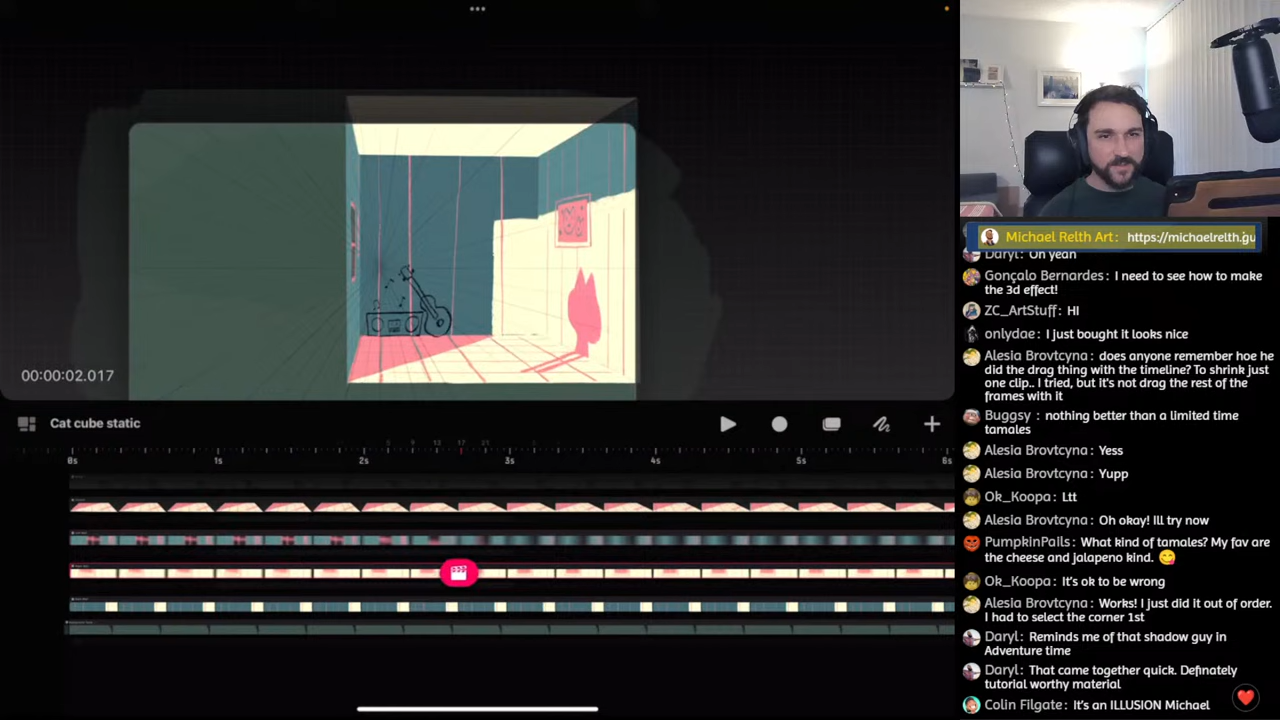 00:00:02.017
Cat cube static
5 9 13 17 21
0s 1s 2s 3s 4s 5s 6s
Michael Relth Art: https://michaelrelth.gu
Daryl: Oh yeah
Gonçalo Bernardes: I need to see how to make
the 3d effect!
ZC_ArtStuff: HI
onlydae: I just bought it looks nice
Alesia Brovtcyna: does anyone remember hoe he
did the drag thing with the timeline? To shrink just
one clip.. I tried, but it's not drag the rest of the
frames with it
Buggsy: nothing better than a limited time
tamales
Alesia Brovtcyna: Yess
Alesia Brovtcyna: Yupp
Ok_Koopa: Ltt
Alesia Brovtcyna: Oh okay! Ill try now
PumpkinPails: What kind of tamales? My fav are
the cheese and jalapeno kind. 😋
Ok_Koopa: It's ok to be wrong
Alesia Brovtcyna: Works! I just did it out of order.
I had to select the corner 1st
Daryl: Reminds me of that shadow guy in
Adventure time
Daryl: That came together quick. Definately
tutorial worthy material
Colin Filgate: It's an ILLUSION Michael